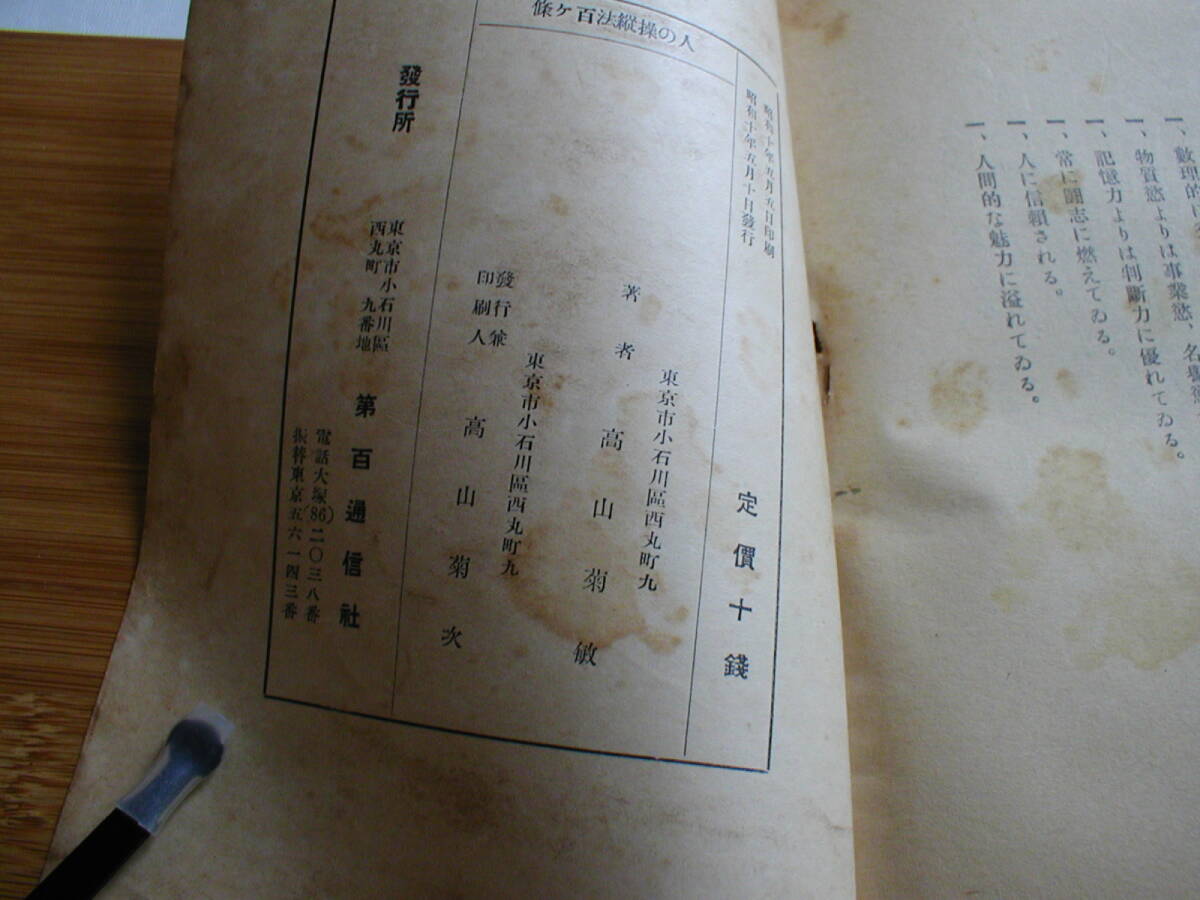 一、數理的に
一、物質慾よりは事業慾、名譽慾
一、記憶力よりは判斷力に優れてゐる。
一、常に鬪志に燃えてゐる。
一、人に信頼される。
一、人間的な魅力に溢れてゐる。
條ケ百法縱操の人
昭和十年五月五日印刷
昭和十年五月十日發行
定價十錢
東京市小石川區西丸町九
著者 高山菊敏
東京市小石川區西丸町九
發行兼
印刷人 高山菊次
發行所
東京市小石川區
西丸町九番地
第百通信社
電話大塚(86)二〇三八番
振替東京五六一四三番